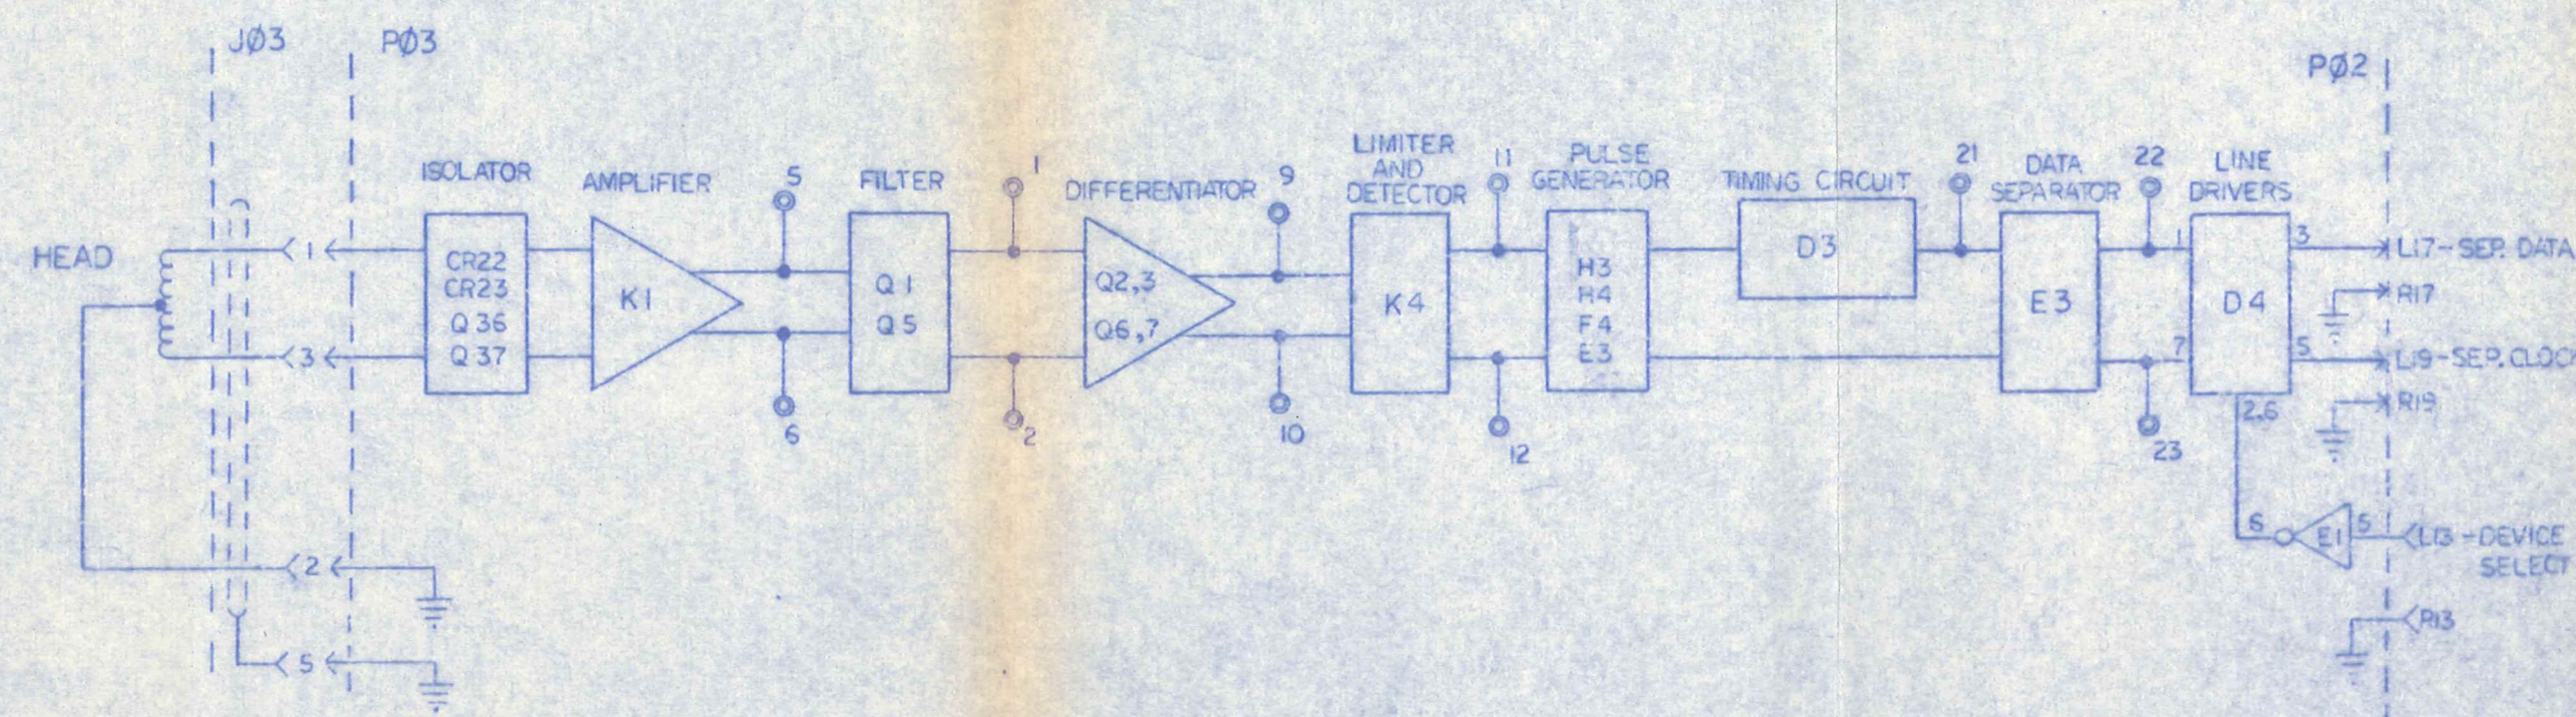 JØ3
PØ3
PØ2
HEAD
1
3
2
5
ISOLATOR
CR22
CR23
Q36
Q37
AMPLIFIER
K1
5
6
FILTER
Q1
Q5
1
2
DIFFERENTIATOR
Q2,3
Q6,7
9
10
LIMITER
AND
DETECTOR
K4
11
12
PULSE
GENERATOR
H3
H4
F4
E3
TIMING CIRCUIT
D3
21
DATA
SEPARATOR
E3
22
23
LINE
DRIVERS
1
7
D4
3
5
2,6
L17-SEP. DATA
R17
L19-SEP. CLOC
R19
6
E1
5
L13-DEVICE
SELECT
R13